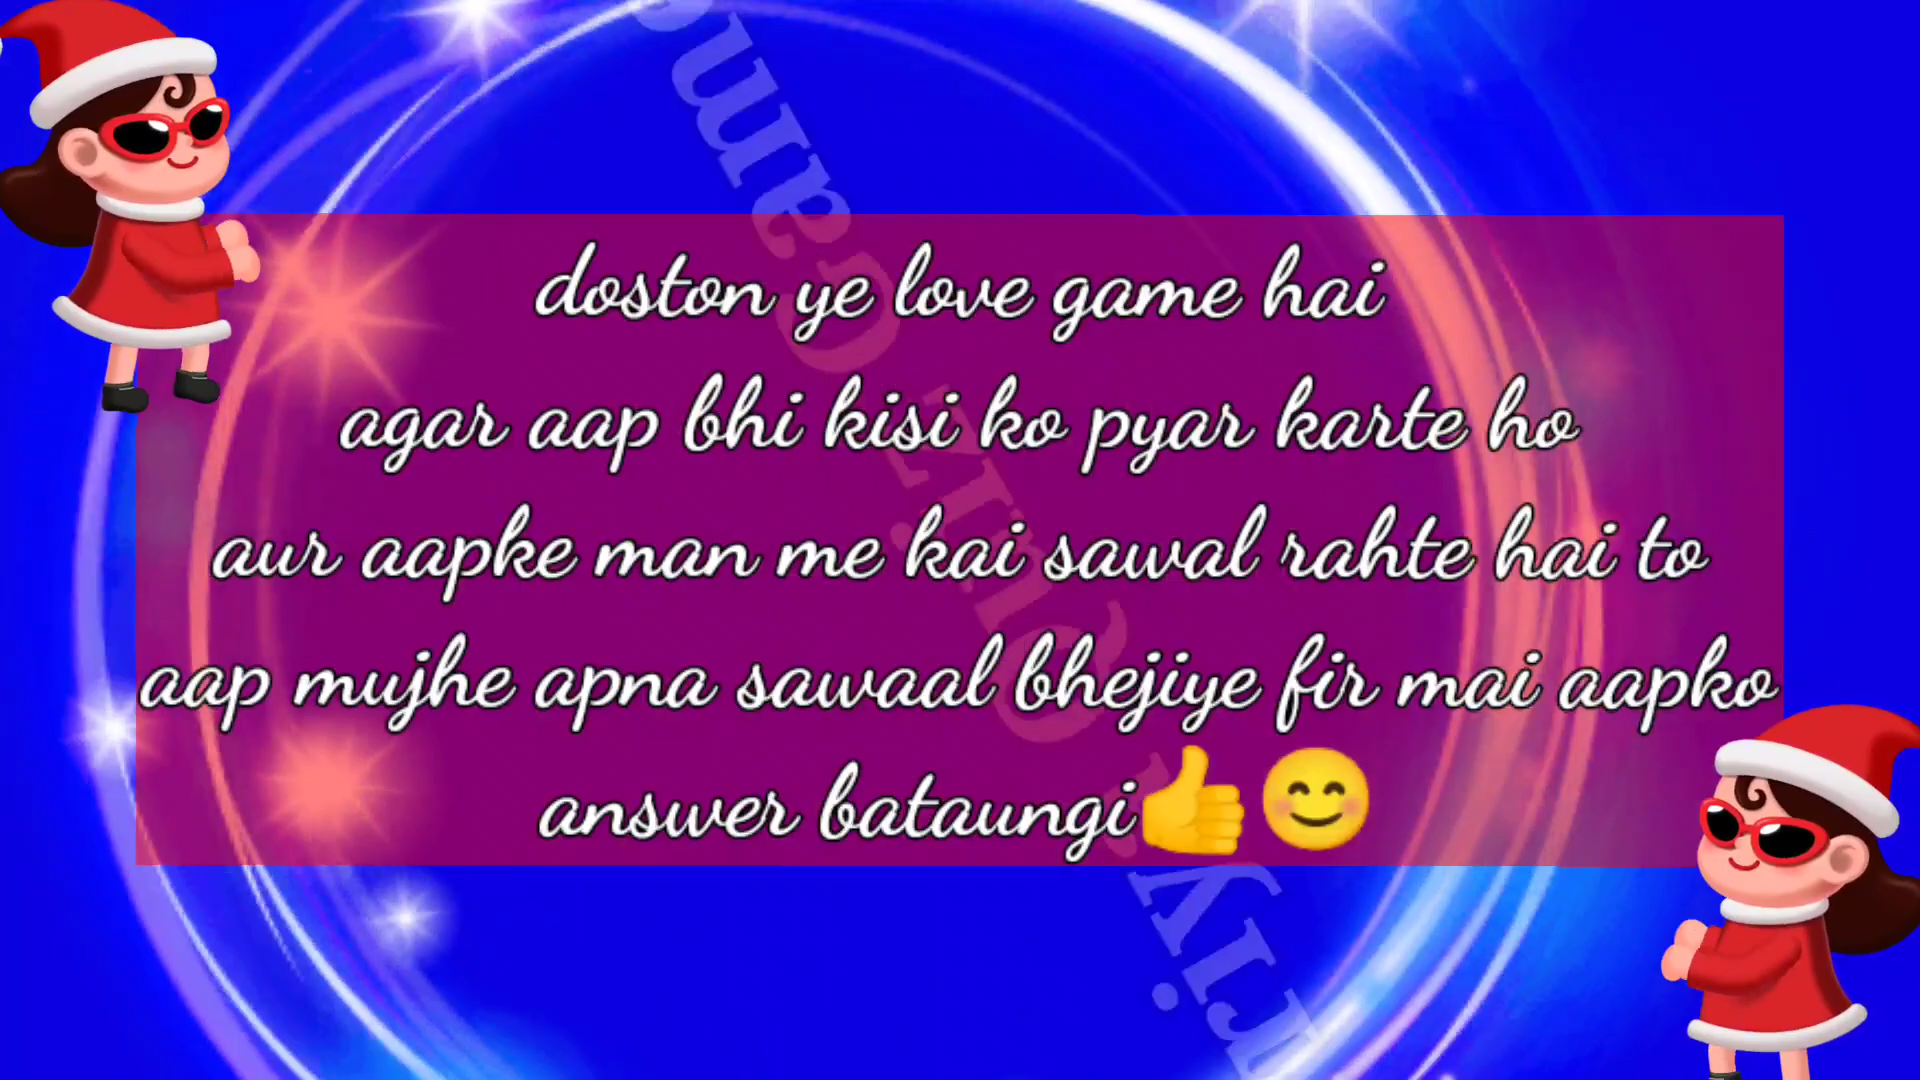 doston ye love game hai
agar aap bhi kisi ko pyar karte ho
aur aapke man me kai sawal rahte hai to
aap mujhe apna sawaal bhejiye fir mai aapko
answer bataungi👍😊